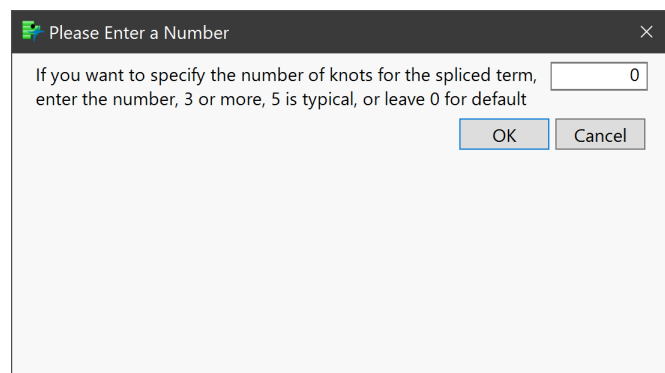 Please Enter a Number
If you want to specify the number of knots for the spliced term,
enter the number, 3 or more, 5 is typical, or leave 0 for default
0
OK
Cancel